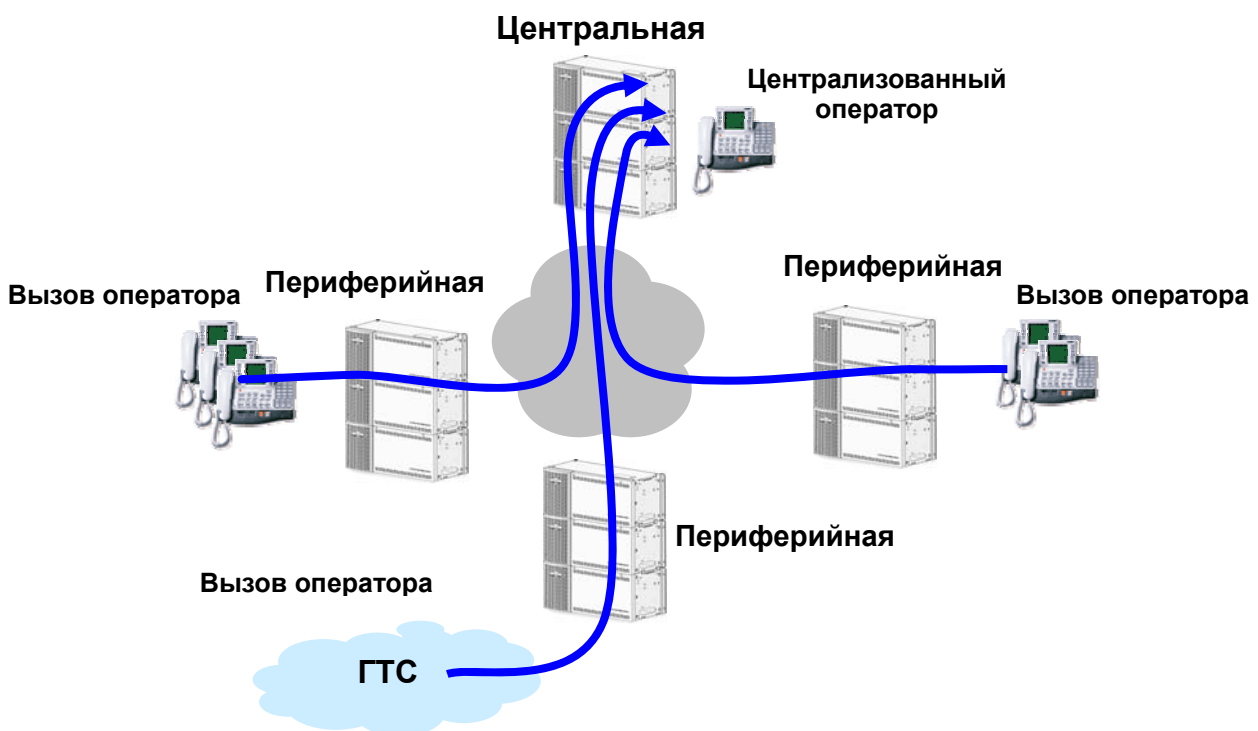 Центральная
Централизованный
оператор
Периферийная
Вызов оператора
Периферийная
Вызов оператора
Периферийная
Вызов оператора
ГТС